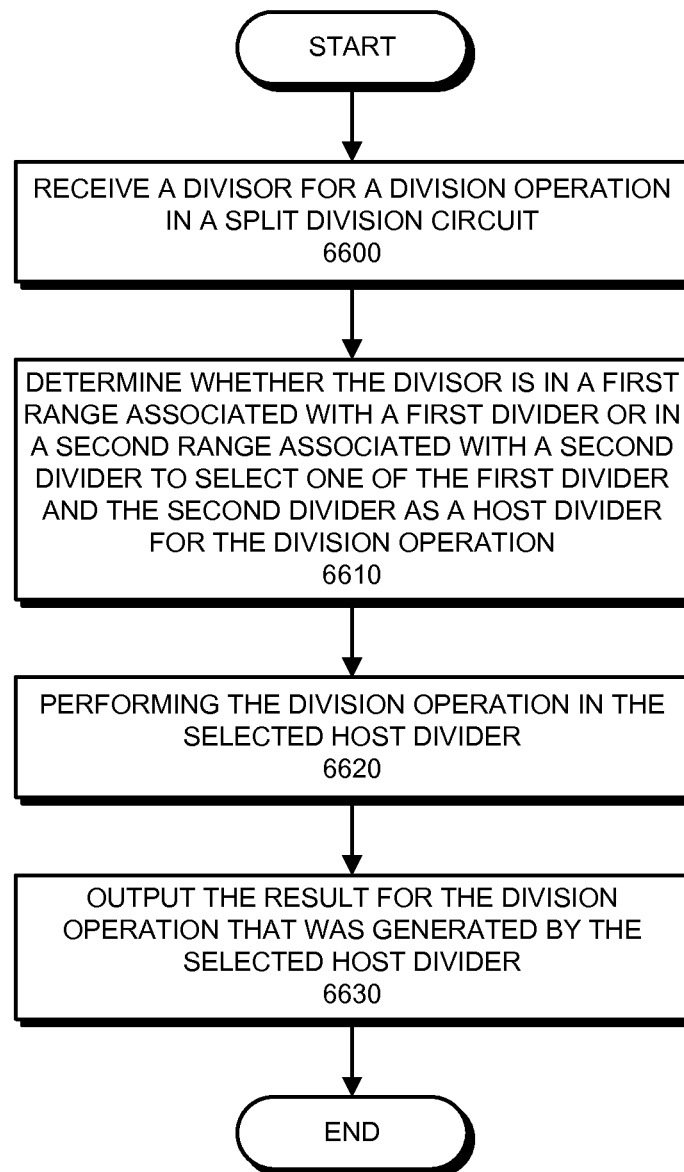 START
RECEIVE A DIVISOR FOR A DIVISION OPERATION
IN A SPLIT DIVISION CIRCUIT
6600
DETERMINE WHETHER THE DIVISOR IS IN A FIRST
RANGE ASSOCIATED WITH A FIRST DIVIDER OR IN
A SECOND RANGE ASSOCIATED WITH A SECOND
DIVIDER TO SELECT ONE OF THE FIRST DIVIDER
AND THE SECOND DIVIDER AS A HOST DIVIDER
FOR THE DIVISION OPERATION
6610
PERFORMING THE DIVISION OPERATION IN THE
SELECTED HOST DIVIDER
6620
OUTPUT THE RESULT FOR THE DIVISION
OPERATION THAT WAS GENERATED BY THE
SELECTED HOST DIVIDER
6630
END